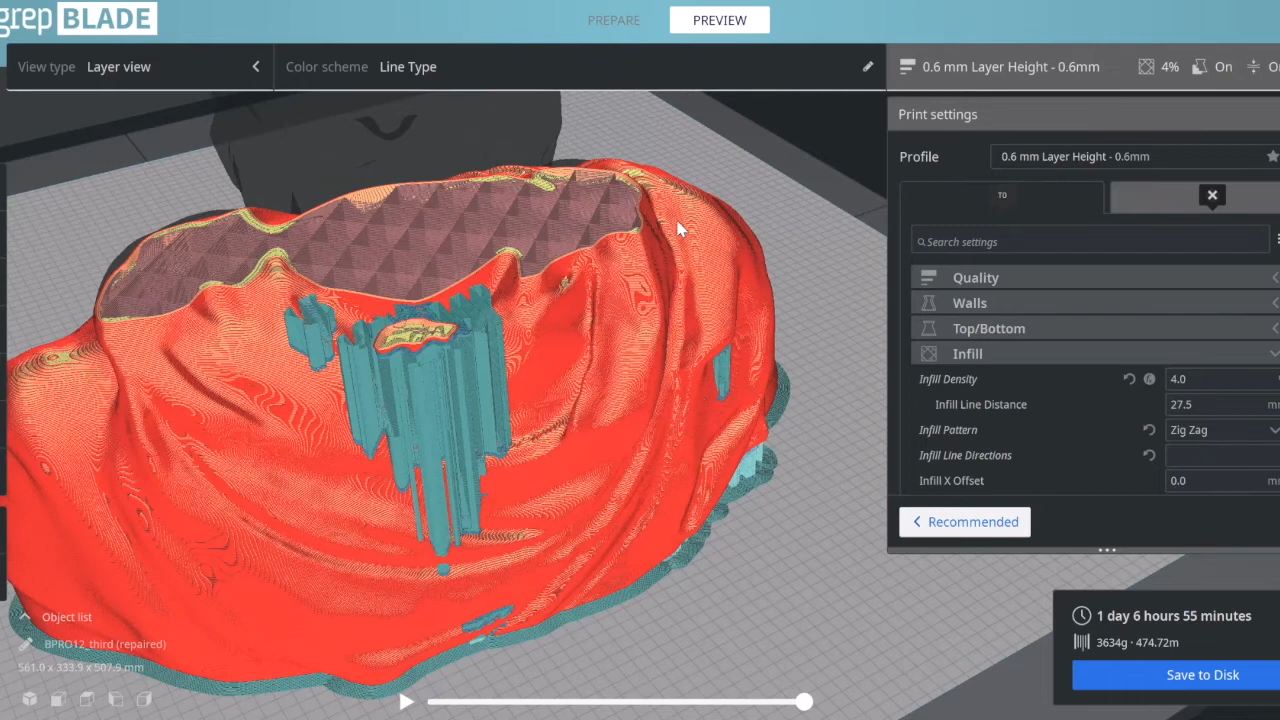 grep BLADE
PREPARE
PREVIEW
View type Layer view
Color scheme Line Type
0.6 mm Layer Height - 0.6mm
4%
On
Print settings
Profile
0.6 mm Layer Height - 0.6mm
Search settings
Quality
Walls
Top/Bottom
Infill
Infill Density
4.0
Infill Line Distance
27.5
Infill Pattern
Zig Zag
Infill Line Directions
Infill X Offset
0.0
Recommended
Object list
BPRO12_third (repaired)
561.0 x 333.9 x 507.9 mm
1 day 6 hours 55 minutes
3634g · 474.72m
Save to Disk